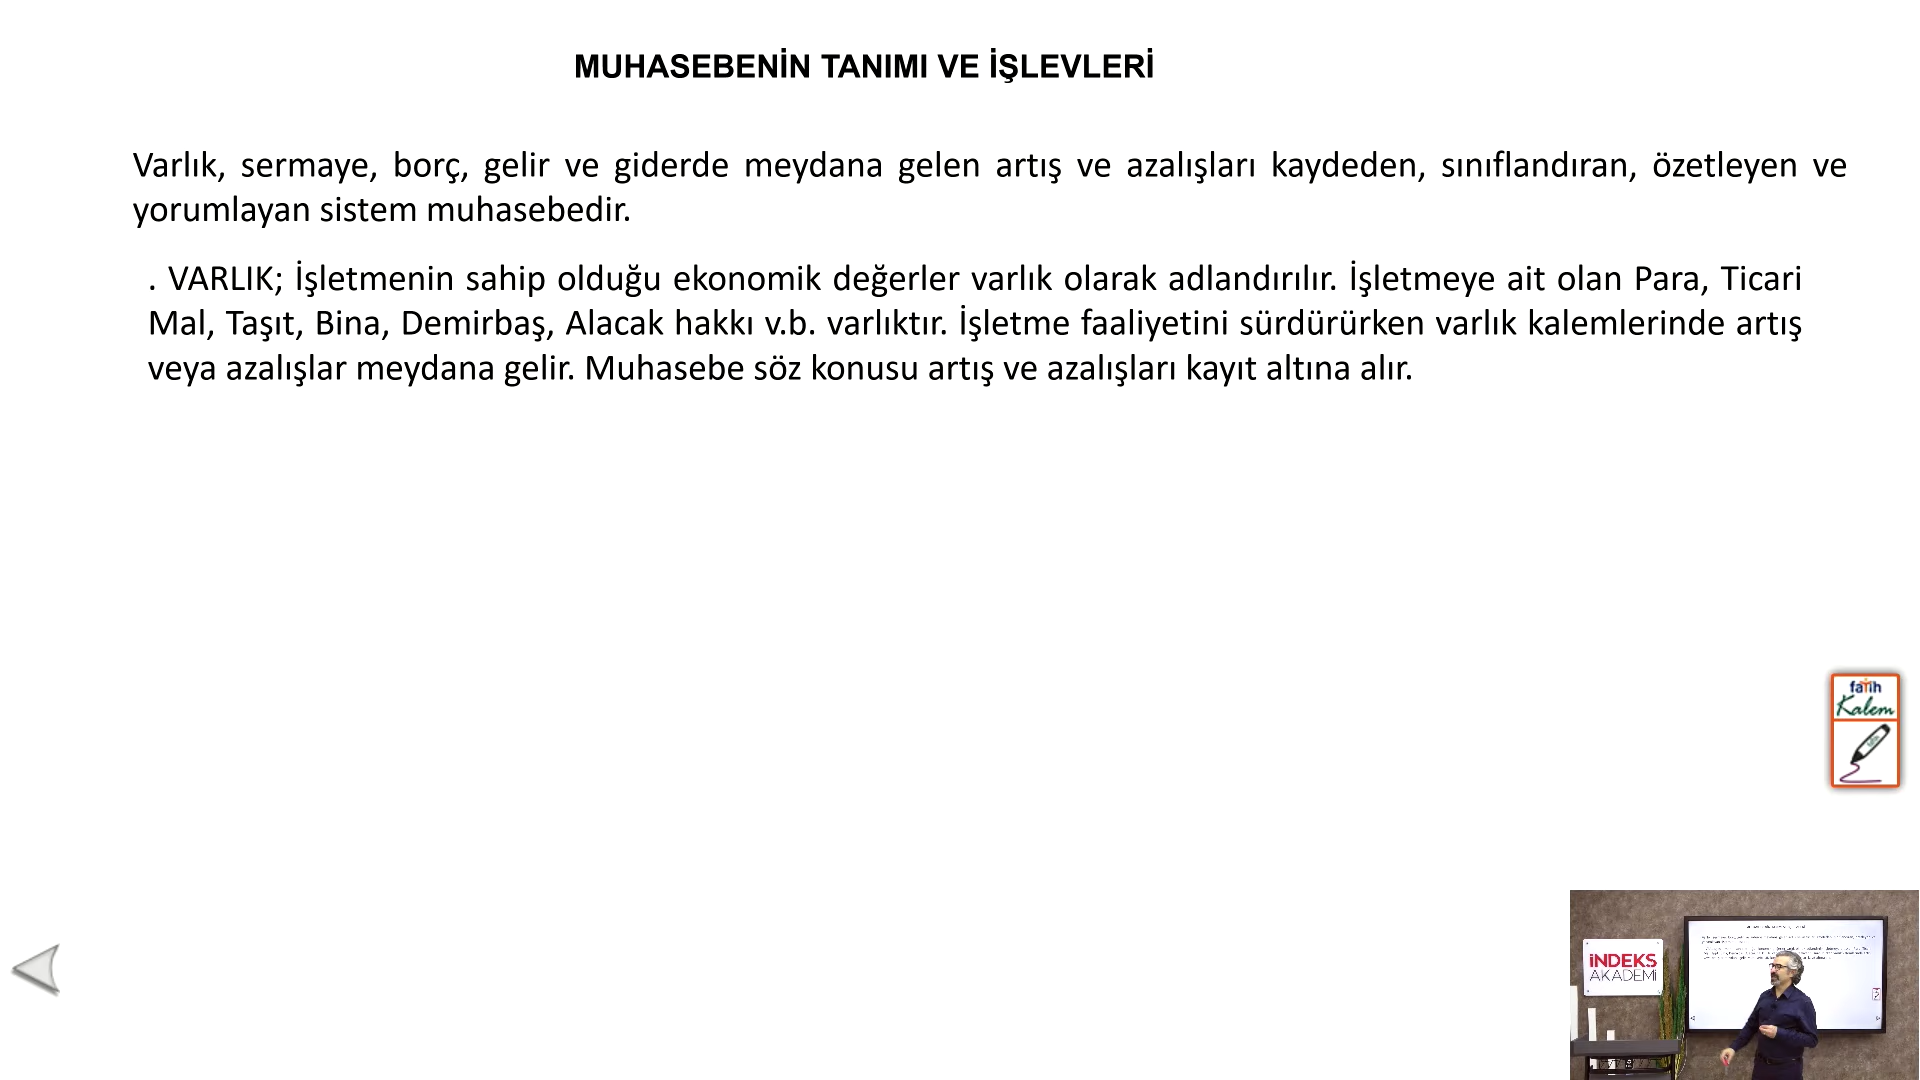 MUHASEBENİN TANIMI VE İŞLEVLERİ
Varlık, sermaye, borç, gelir ve giderde meydana gelen artış ve azalışları kaydeden, sınıflandıran, özetleyen ve
yorumlayan sistem muhasebedir.
. VARLIK; İşletmenin sahip olduğu ekonomik değerler varlık olarak adlandırılır. İşletmeye ait olan Para, Ticari
Mal, Taşıt, Bina, Demirbaş, Alacak hakkı v.b. varlıktır. İşletme faaliyetini sürdürürken varlık kalemlerinde artış
veya azalışlar meydana gelir. Muhasebe söz konusu artış ve azalışları kayıt altına alır.
fatih
Kalem
İNDEKS
AKADEMİ